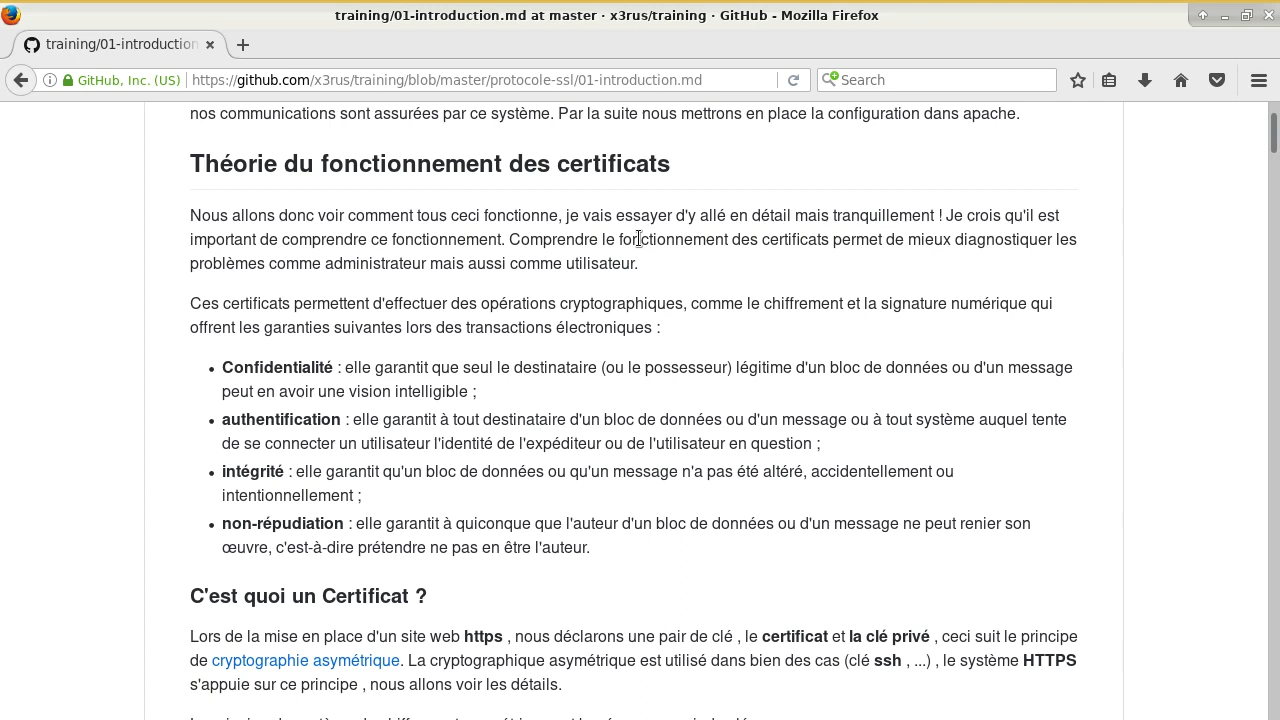 training/01-introduction.md at master · x3rus/training · GitHub - Mozilla Firefox
training/01-introduction
GitHub, Inc. (US)
https://github.com/x3rus/training/blob/master/protocole-ssl/01-introduction.md
Search
nos communications sont assurées par ce système. Par la suite nous mettrons en place la configuration dans apache.
Théorie du fonctionnement des certificats
Nous allons donc voir comment tous ceci fonctionne, je vais essayer d'y allé en détail mais tranquillement ! Je crois qu'il est
important de comprendre ce fonctionnement. Comprendre le fonctionnement des certificats permet de mieux diagnostiquer les
problèmes comme administrateur mais aussi comme utilisateur.
Ces certificats permettent d'effectuer des opérations cryptographiques, comme le chiffrement et la signature numérique qui
offrent les garanties suivantes lors des transactions électroniques :
• Confidentialité : elle garantit que seul le destinataire (ou le possesseur) légitime d'un bloc de données ou d'un message
peut en avoir une vision intelligible ;
• authentification : elle garantit à tout destinataire d'un bloc de données ou d'un message ou à tout système auquel tente
de se connecter un utilisateur l'identité de l'expéditeur ou de l'utilisateur en question ;
• intégrité : elle garantit qu'un bloc de données ou qu'un message n'a pas été altéré, accidentellement ou
intentionnellement ;
• non-répudiation : elle garantit à quiconque que l'auteur d'un bloc de données ou d'un message ne peut renier son
œuvre, c'est-à-dire prétendre ne pas en être l'auteur.
C'est quoi un Certificat ?
Lors de la mise en place d'un site web https , nous déclarons une pair de clé , le certificat et la clé privé , ceci suit le principe
de cryptographie asymétrique. La cryptographique asymétrique est utilisé dans bien des cas (clé ssh , ...) , le système HTTPS
s'appuie sur ce principe , nous allons voir les détails.